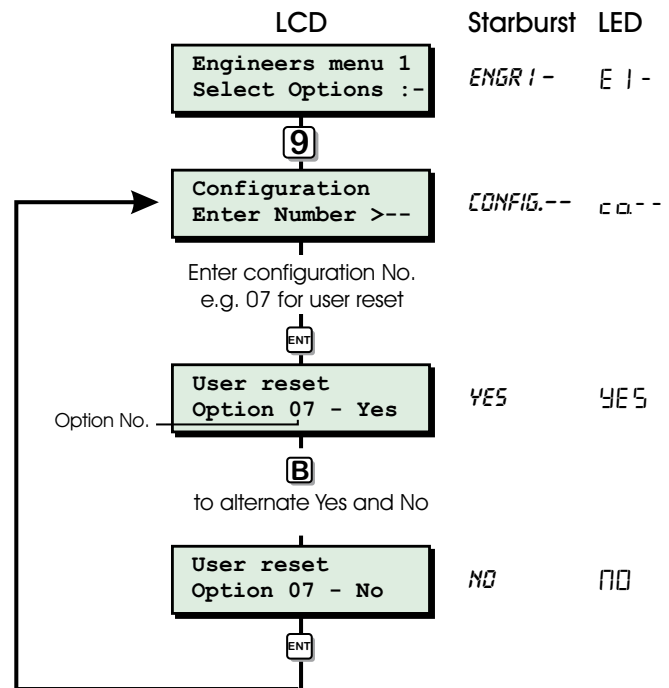 LCD Starburst LED
Engineers menu 1
Select Options :-
ENGR1- E1-
9
Configuration
Enter Number >--
CONFIG.-- co.--
Enter configuration No.
e.g. 07 for user reset
ENT
User reset
Option 07 - Yes
YES YES
Option No.
B
to alternate Yes and No
User reset
Option 07 - No
NO NO
ENT